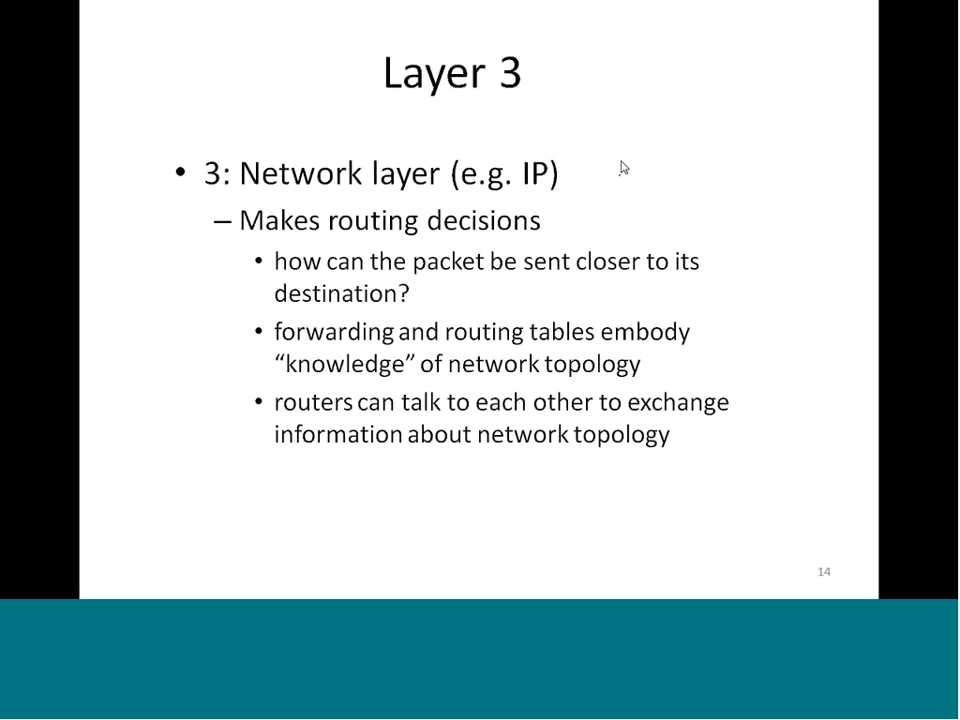 Layer 3
• 3: Network layer (e.g. IP)
– Makes routing decisions
• how can the packet be sent closer to its
destination?
• forwarding and routing tables embody
“knowledge” of network topology
• routers can talk to each other to exchange
information about network topology
14